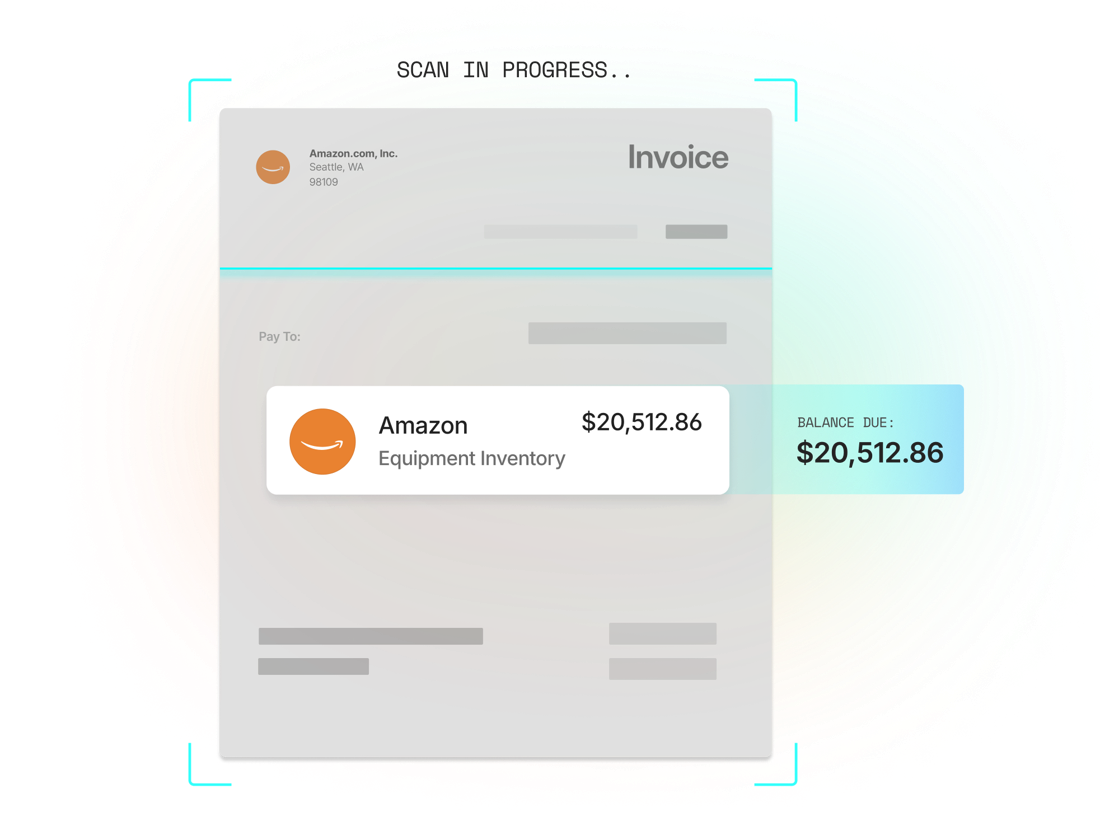 SCAN IN PROGRESS..
Amazon.com, Inc.
Seattle, WA
98109
Invoice
Pay To:
Amazon
$20,512.86
Equipment Inventory
BALANCE DUE:
$20,512.86